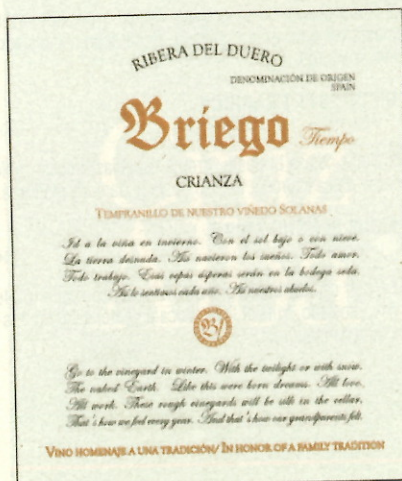 RIBERA DEL DUERO
DENOMINACIÓN DE ORIGEN
SPAIN
Briego Tiempo
CRIANZA
TEMPRANILLO DE NUESTRO VIÑEDO SOLANAS
Id a la viña en invierno. Con el sol bajo o con nieve.
La tierra desnuda. Así nacieron los sueños. Todo amor.
Todo trabajo. Esas cepas ásperas serán en la bodega seda.
Así lo sentimos cada año. Así nuestros abuelos.
B
Go to the vineyard in winter. With the twilight or with snow.
The naked Earth. Like this were born dreams. All love.
All work. These rough vineyards will be silk in the cellar.
That's how we feel every year. And that's how our grandparents felt.
VINO HOMENAJE A UNA TRADICIÓN/ IN HONOR OF A FAMILY TRADITION